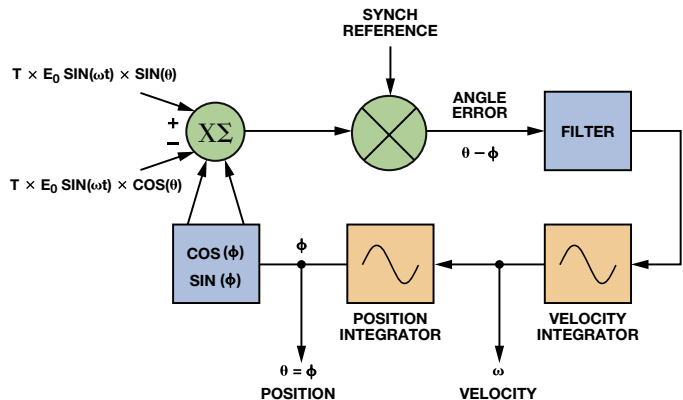 SYNCH
REFERENCE
T × E₀ SIN(ωt) × SIN(θ)
+
−
XΣ
ANGLE
ERROR
θ − ϕ
FILTER
T × E₀ SIN(ωt) × COS(θ)
COS (ϕ)
SIN (ϕ)
ϕ
POSITION
INTEGRATOR
VELOCITY
INTEGRATOR
θ = ϕ
POSITION
ω
VELOCITY